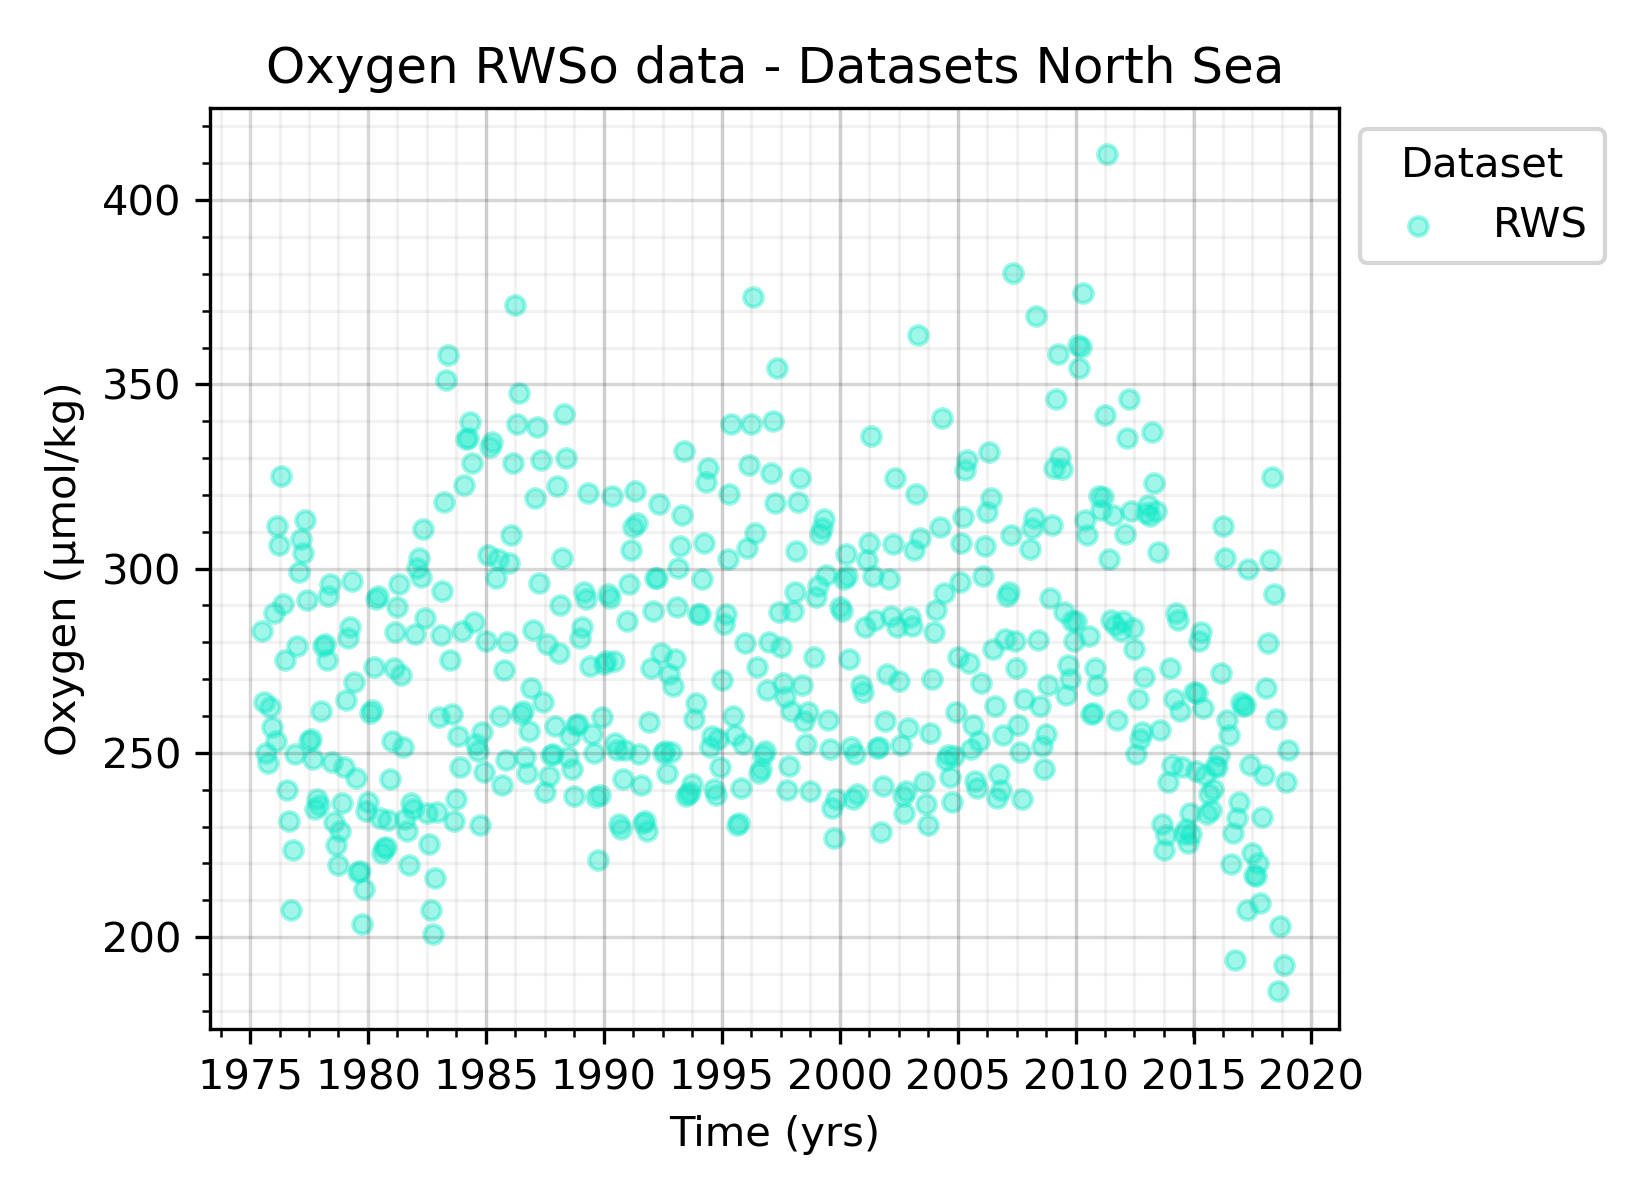 Oxygen RWSo data - Datasets North Sea
Dataset
RWS
400
350
300
250
200
Oxygen (μmol/kg)
1975 1980 1985 1990 1995 2000 2005 2010 2015 2020
Time (yrs)